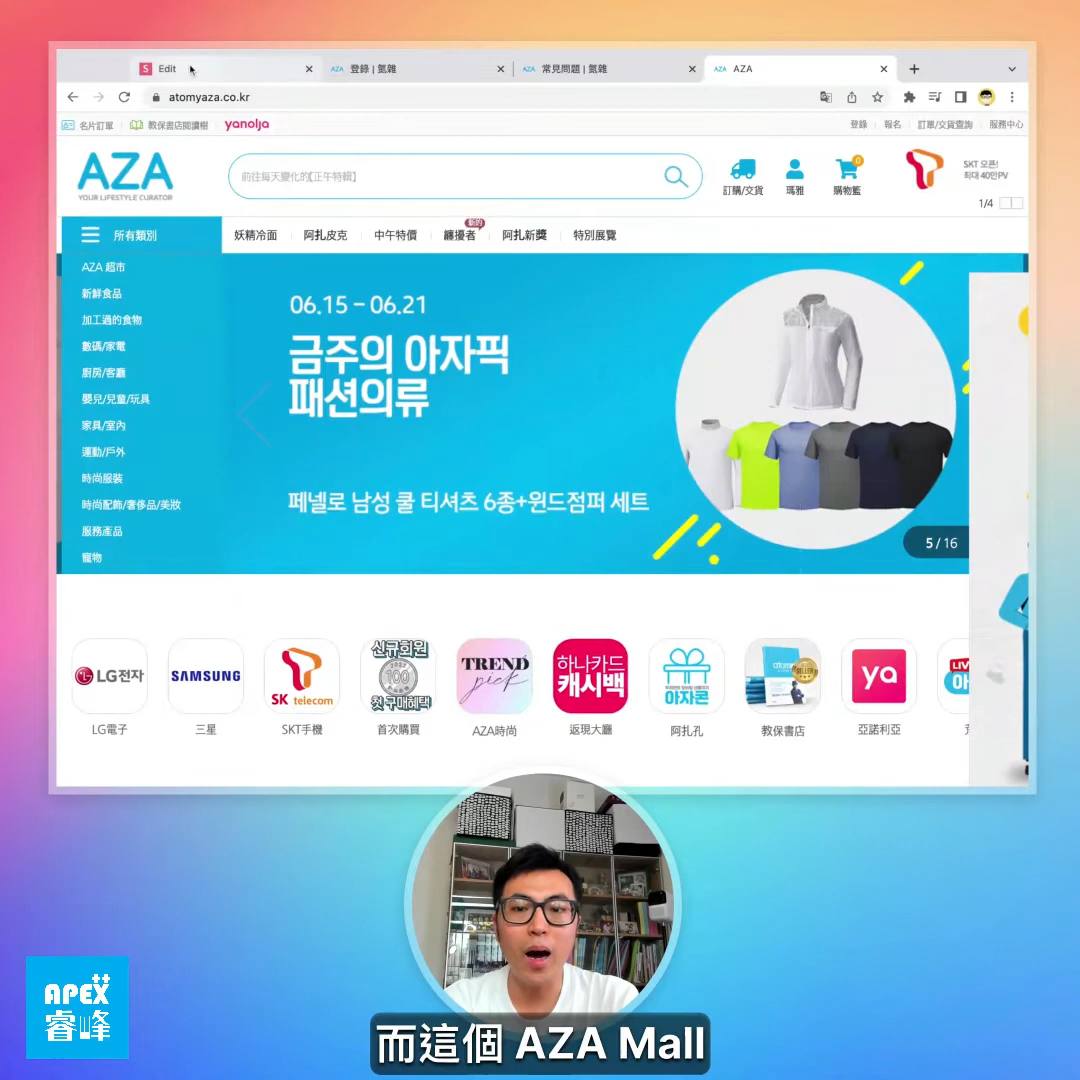 S Edit
AZA 登錄 | 氮雜
AZA 常見問題 | 氮雜
AZA AZA
atomyaza.co.kr
名片訂單
教保書店閱讀樹
yanolja
登錄
報名
訂單/交貨查詢
服務中心
AZA
YOUR LIFESTYLE CURATOR
前往每天變化的【正午特輯】
訂購/交貨
瑪雅
0
購物籃
SKT 오픈!
최대 40만PV
1/4
所有類別
妖精冷面
阿扎皮克
中午特價
纏擾者
新的
阿扎新獎
特別展覽
AZA 超市
新鮮食品
加工過的食物
數碼/家電
廚房/客廳
嬰兒/兒童/玩具
家具/室內
運動/戶外
時尚服裝
時尚配飾/奢侈品/美妝
服務產品
寵物
06.15 – 06.21
금주의 아자픽
패션의류
페넬로 남성 쿨 티셔츠 6종+윈드점퍼 세트
5 / 16
LG전자
SAMSUNG
SK telecom
신규회원
100
첫 구매혜택
TREND
pick
하나카드
캐시백
아자콘
atom
ya
LIV
LG電子
三星
SKT手機
首次購買
AZA時尚
返現大廳
阿扎孔
教保書店
亞諾利亞
APEX
睿峰
而這個 AZA Mall